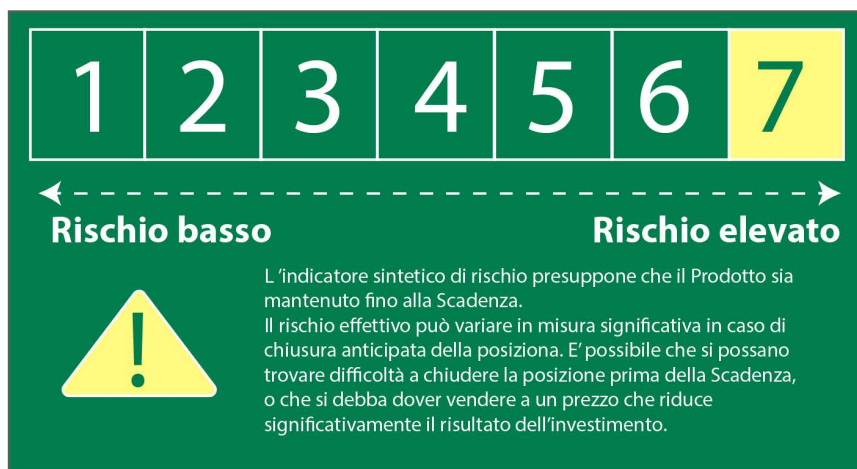 1 2 3 4 5 6 7
Rischio basso Rischio elevato
L 'indicatore sintetico di rischio presuppone che il Prodotto sia
mantenuto fino alla Scadenza.
Il rischio effettivo può variare in misura significativa in caso di
chiusura anticipata della posiziona. E' possibile che si possano
trovare difficoltà a chiudere la posizione prima della Scadenza,
o che si debba dover vendere a un prezzo che riduce
significativamente il risultato dell'investimento.
!